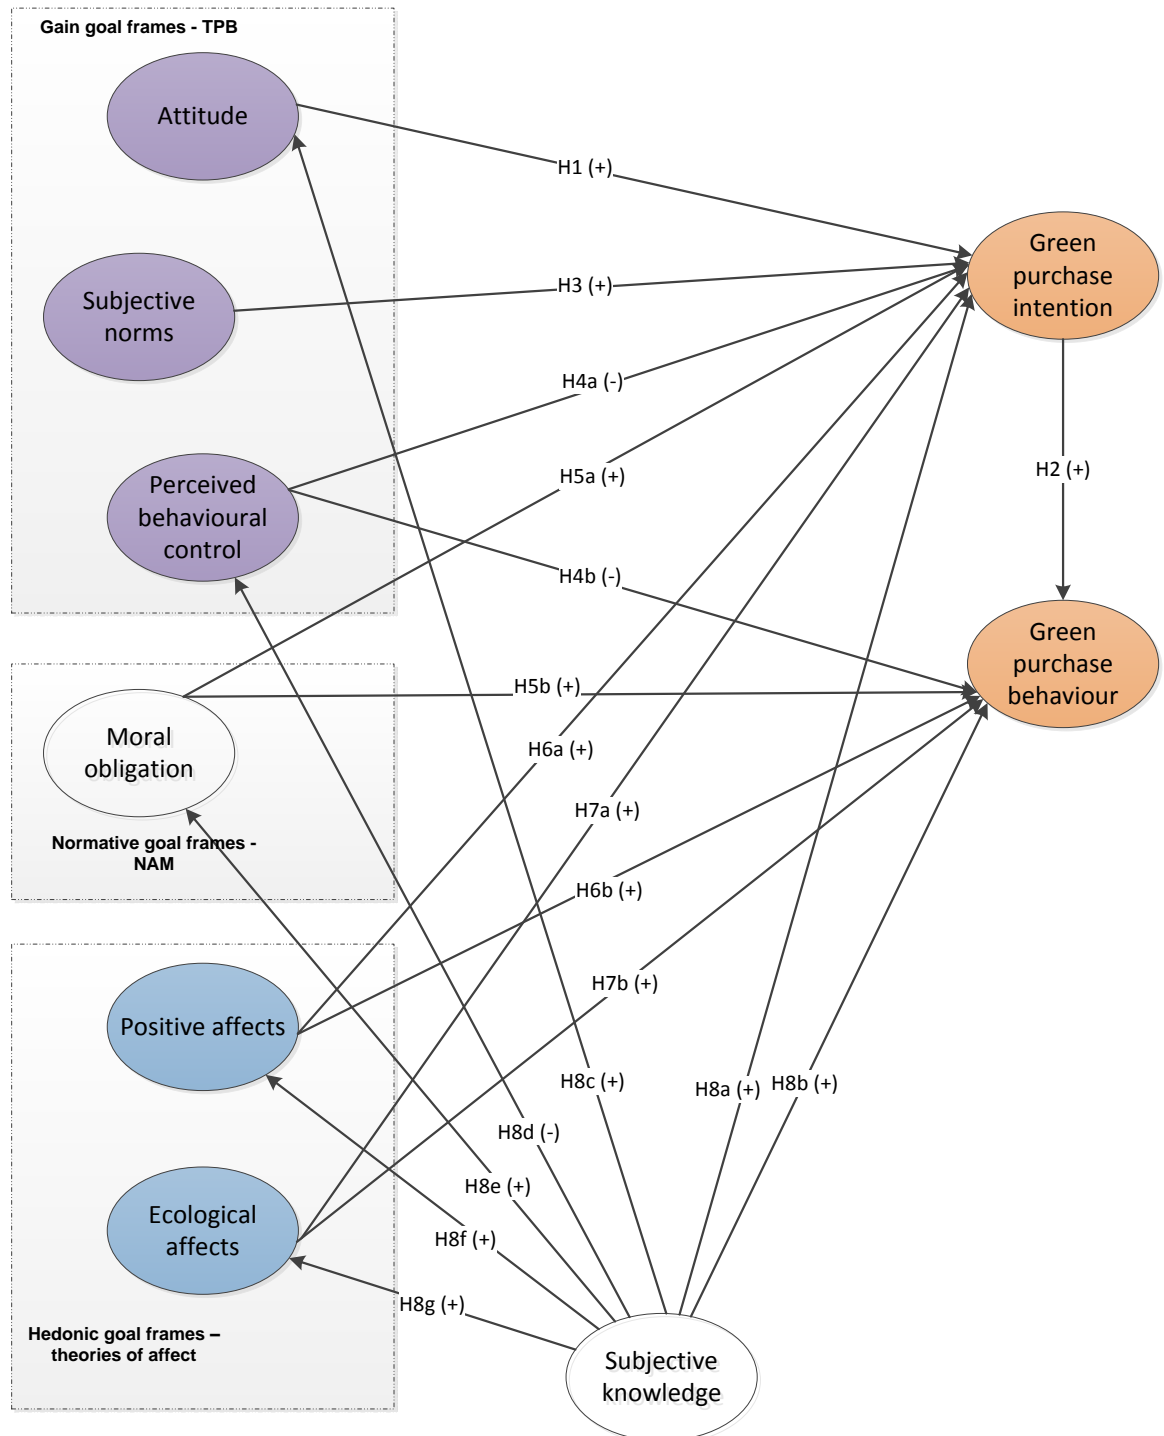 Gain goal frames - TPB
Attitude
H1 (+)
Green
purchase
intention
Subjective
norms
H3 (+)
H4a (-)
H5a (+)
H2 (+)
Perceived
behavioural
control
H4b (-)
Green
purchase
behaviour
H5b (+)
Moral
obligation
H6a (+)
H7a (+)
Normative goal frames -
NAM
H6b (+)
H7b (+)
Positive affects
H8c (+)
H8a (+)
H8b (+)
H8d (-)
H8e (+)
Ecological
affects
H8f (+)
H8g (+)
Hedonic goal frames –
theories of affect
Subjective
knowledge